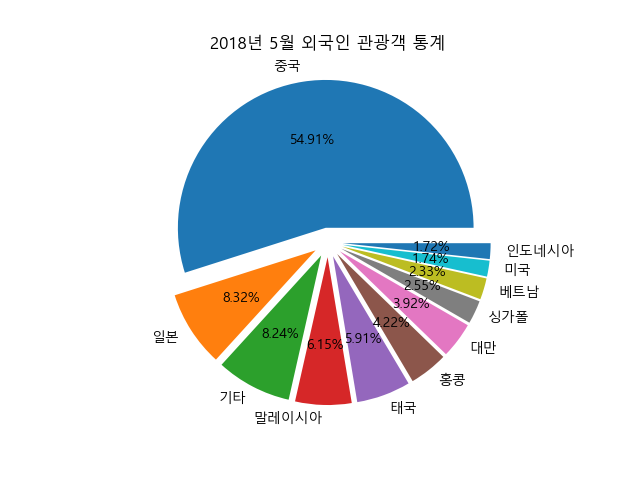 2018년 5월 외국인 관광객 통계
중국
54.91%
1.72%
인도네시아
1.74%
미국
2.33%
베트남
2.55%
싱가폴
3.92%
대만
4.22%
홍콩
5.91%
태국
6.15%
말레이시아
8.24%
기타
8.32%
일본